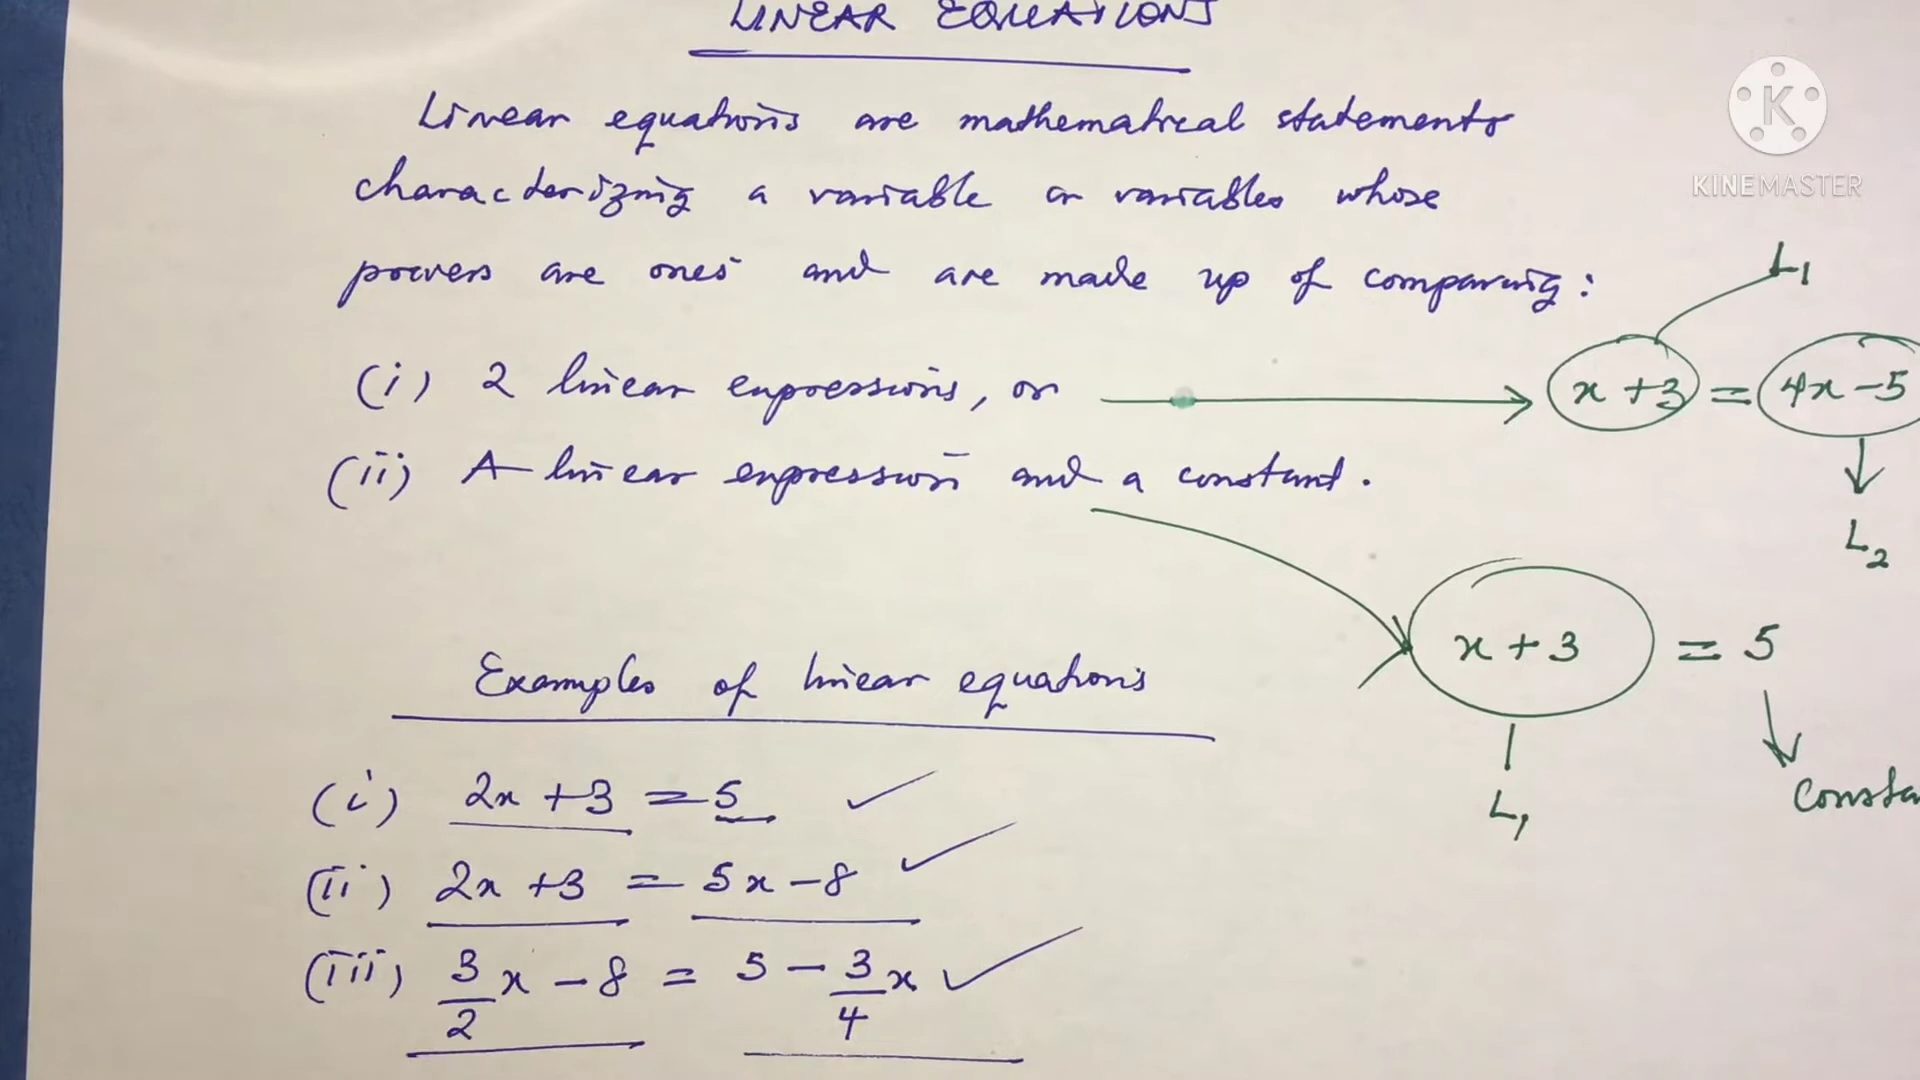 LINEAR EQUATIONS
Linear equations are mathematical statements
characterizing a variable or variables whose
powers are ones and are made up of comparing:
(i) 2 linear expressions, or
(ii) A linear expression and a constant.
L1
x + 3 = 4x - 5
L2
x + 3 = 5
L1
Consta
Examples of linear equations
(i) 2x + 3 = 5
(ii) 2x + 3 = 5x - 8
(iii) 3/2 x - 8 = 5 - 3/4 x
K
KINEMASTER